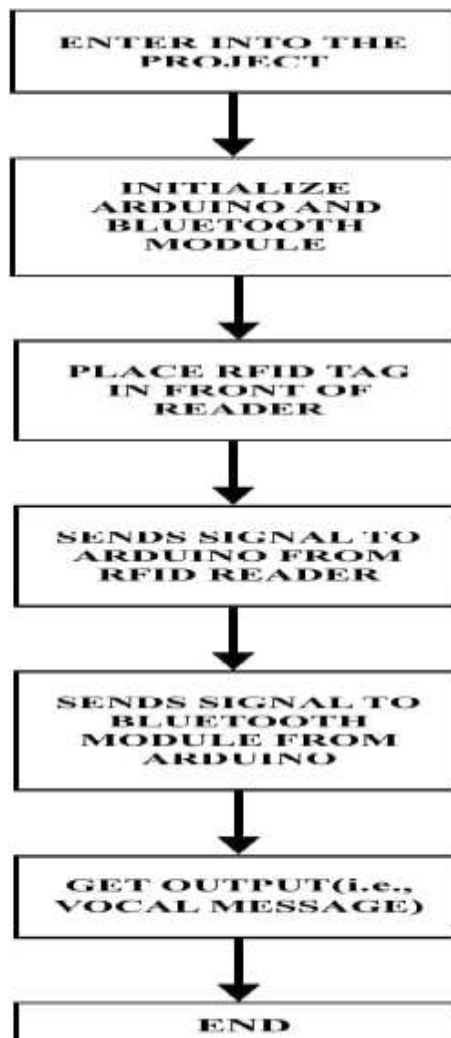 ENTER INTO THE
PROJECT
INITIALIZE
ARDUINO AND
BLUETOOTH
MODULE
PLACE RFID TAG
IN FRONT OF
READER
SENDS SIGNAL TO
ARDUINO FROM
RFID READER
SENDS SIGNAL TO
BLUETOOTH
MODULE FROM
ARDUINO
GET OUTPUT(i.e.,
VOCAL MESSAGE)
END